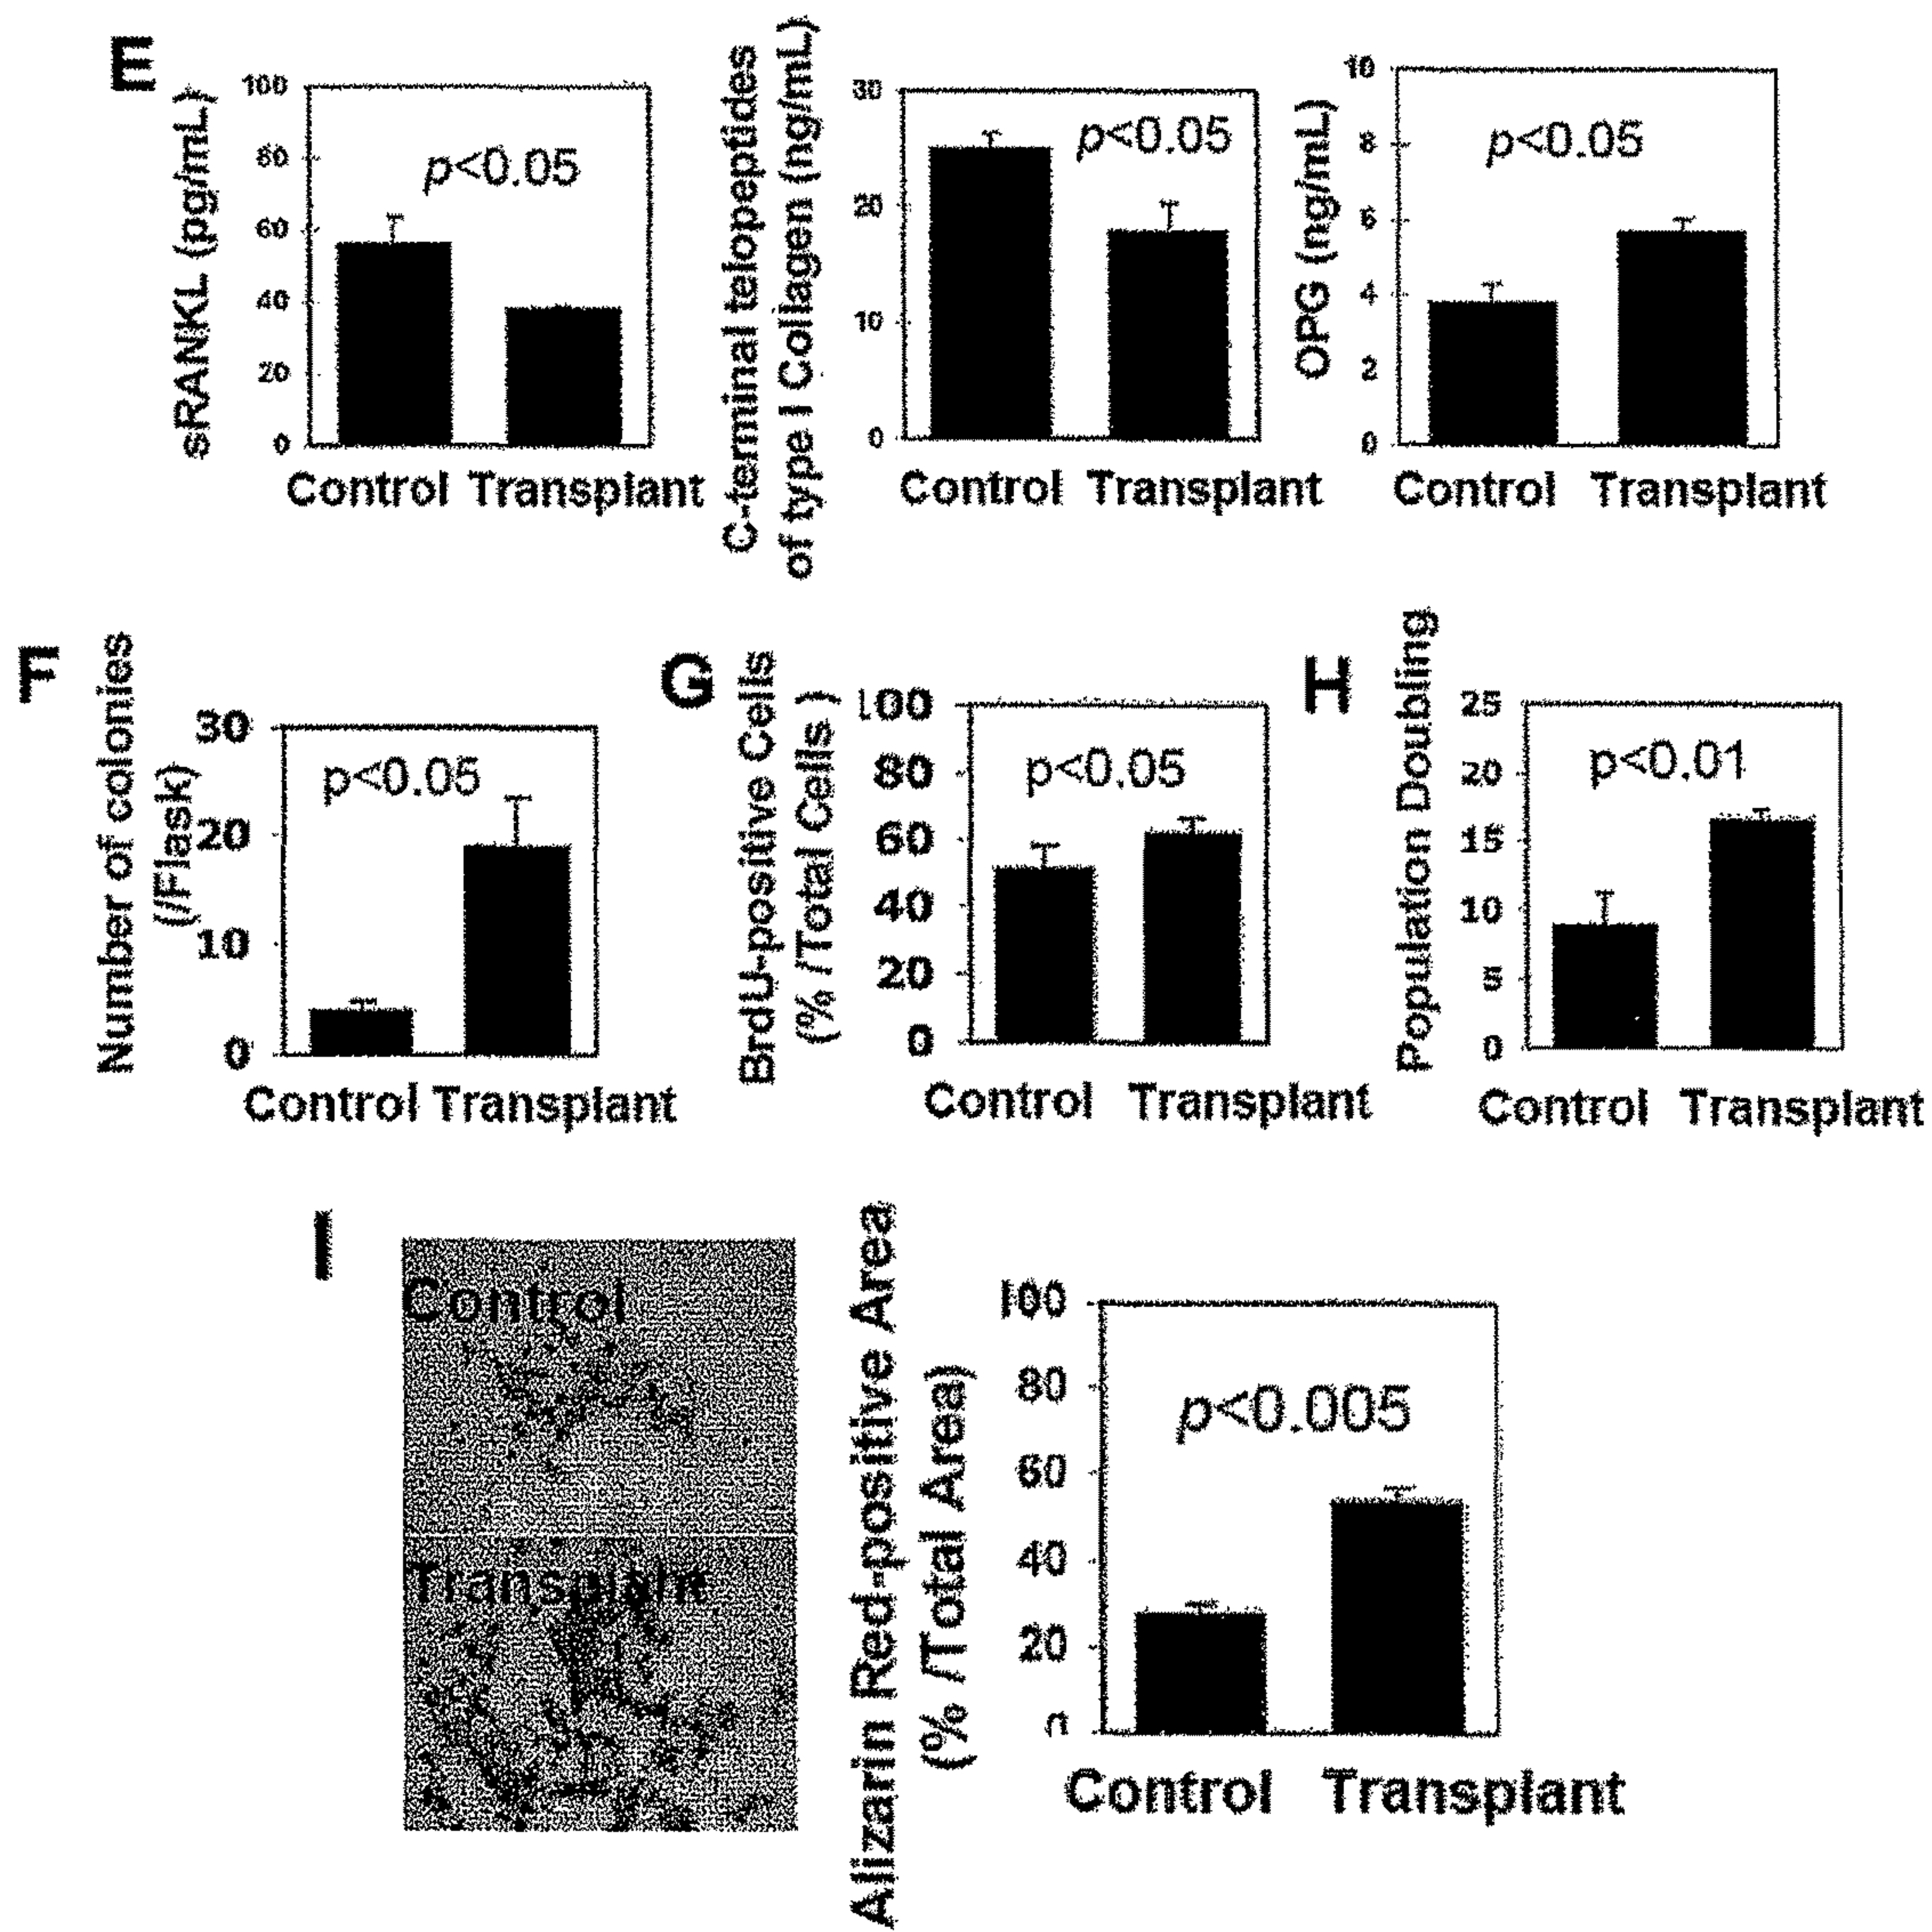 E
sRANKL (pg/mL)
100
80
60
40
20
0
p<0.05
Control Transplant
C-terminal telopeptides
of type I Collagen (ng/mL)
30
20
10
0
p<0.05
Control Transplant
OPG (ng/mL)
10
8
6
4
2
0
p<0.05
Control Transplant
F
Number of colonies
(/Flask)
30
20
10
0
p<0.05
Control Transplant
G
BrdU-positive Cells
(% /Total Cells )
100
80
60
40
20
0
p<0.05
Control Transplant
H
Population Doubling
25
20
15
10
5
0
p<0.01
Control Transplant
I
Control
Transplant
Alizarin Red-positive Area
(% /Total Area)
100
80
60
40
20
0
p<0.005
Control Transplant